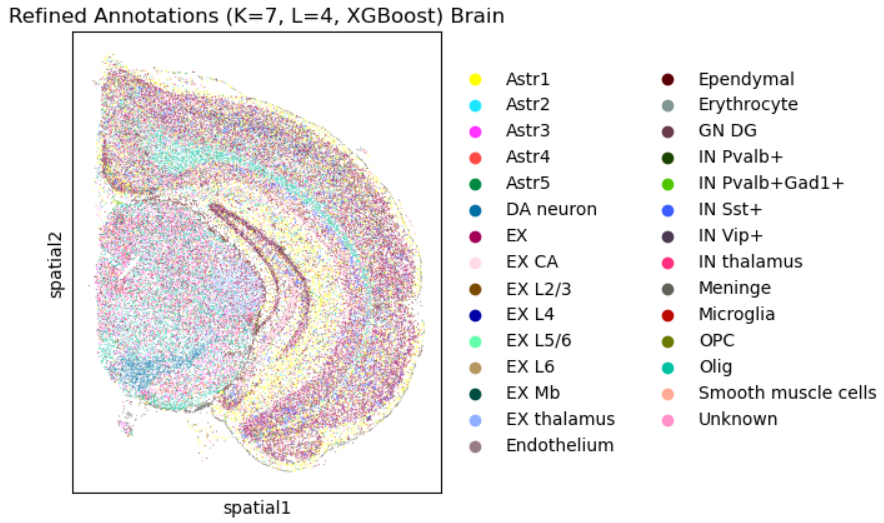 Refined Annotations (K=7, L=4, XGBoost) Brain
spatial2
spatial1
Astr1
Astr2
Astr3
Astr4
Astr5
DA neuron
EX
EX CA
EX L2/3
EX L4
EX L5/6
EX L6
EX Mb
EX thalamus
Endothelium
Ependymal
Erythrocyte
GN DG
IN Pvalb+
IN Pvalb+Gad1+
IN Sst+
IN Vip+
IN thalamus
Meninge
Microglia
OPC
Olig
Smooth muscle cells
Unknown